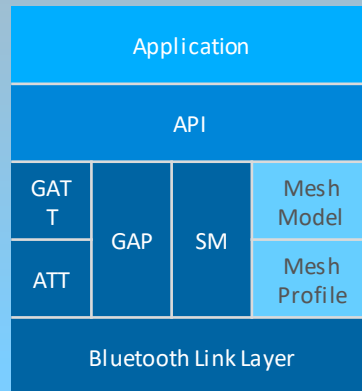 Application
API
GAT
T
GAP
SM
Mesh
Model
ATT
Mesh
Profile
Bluetooth Link Layer